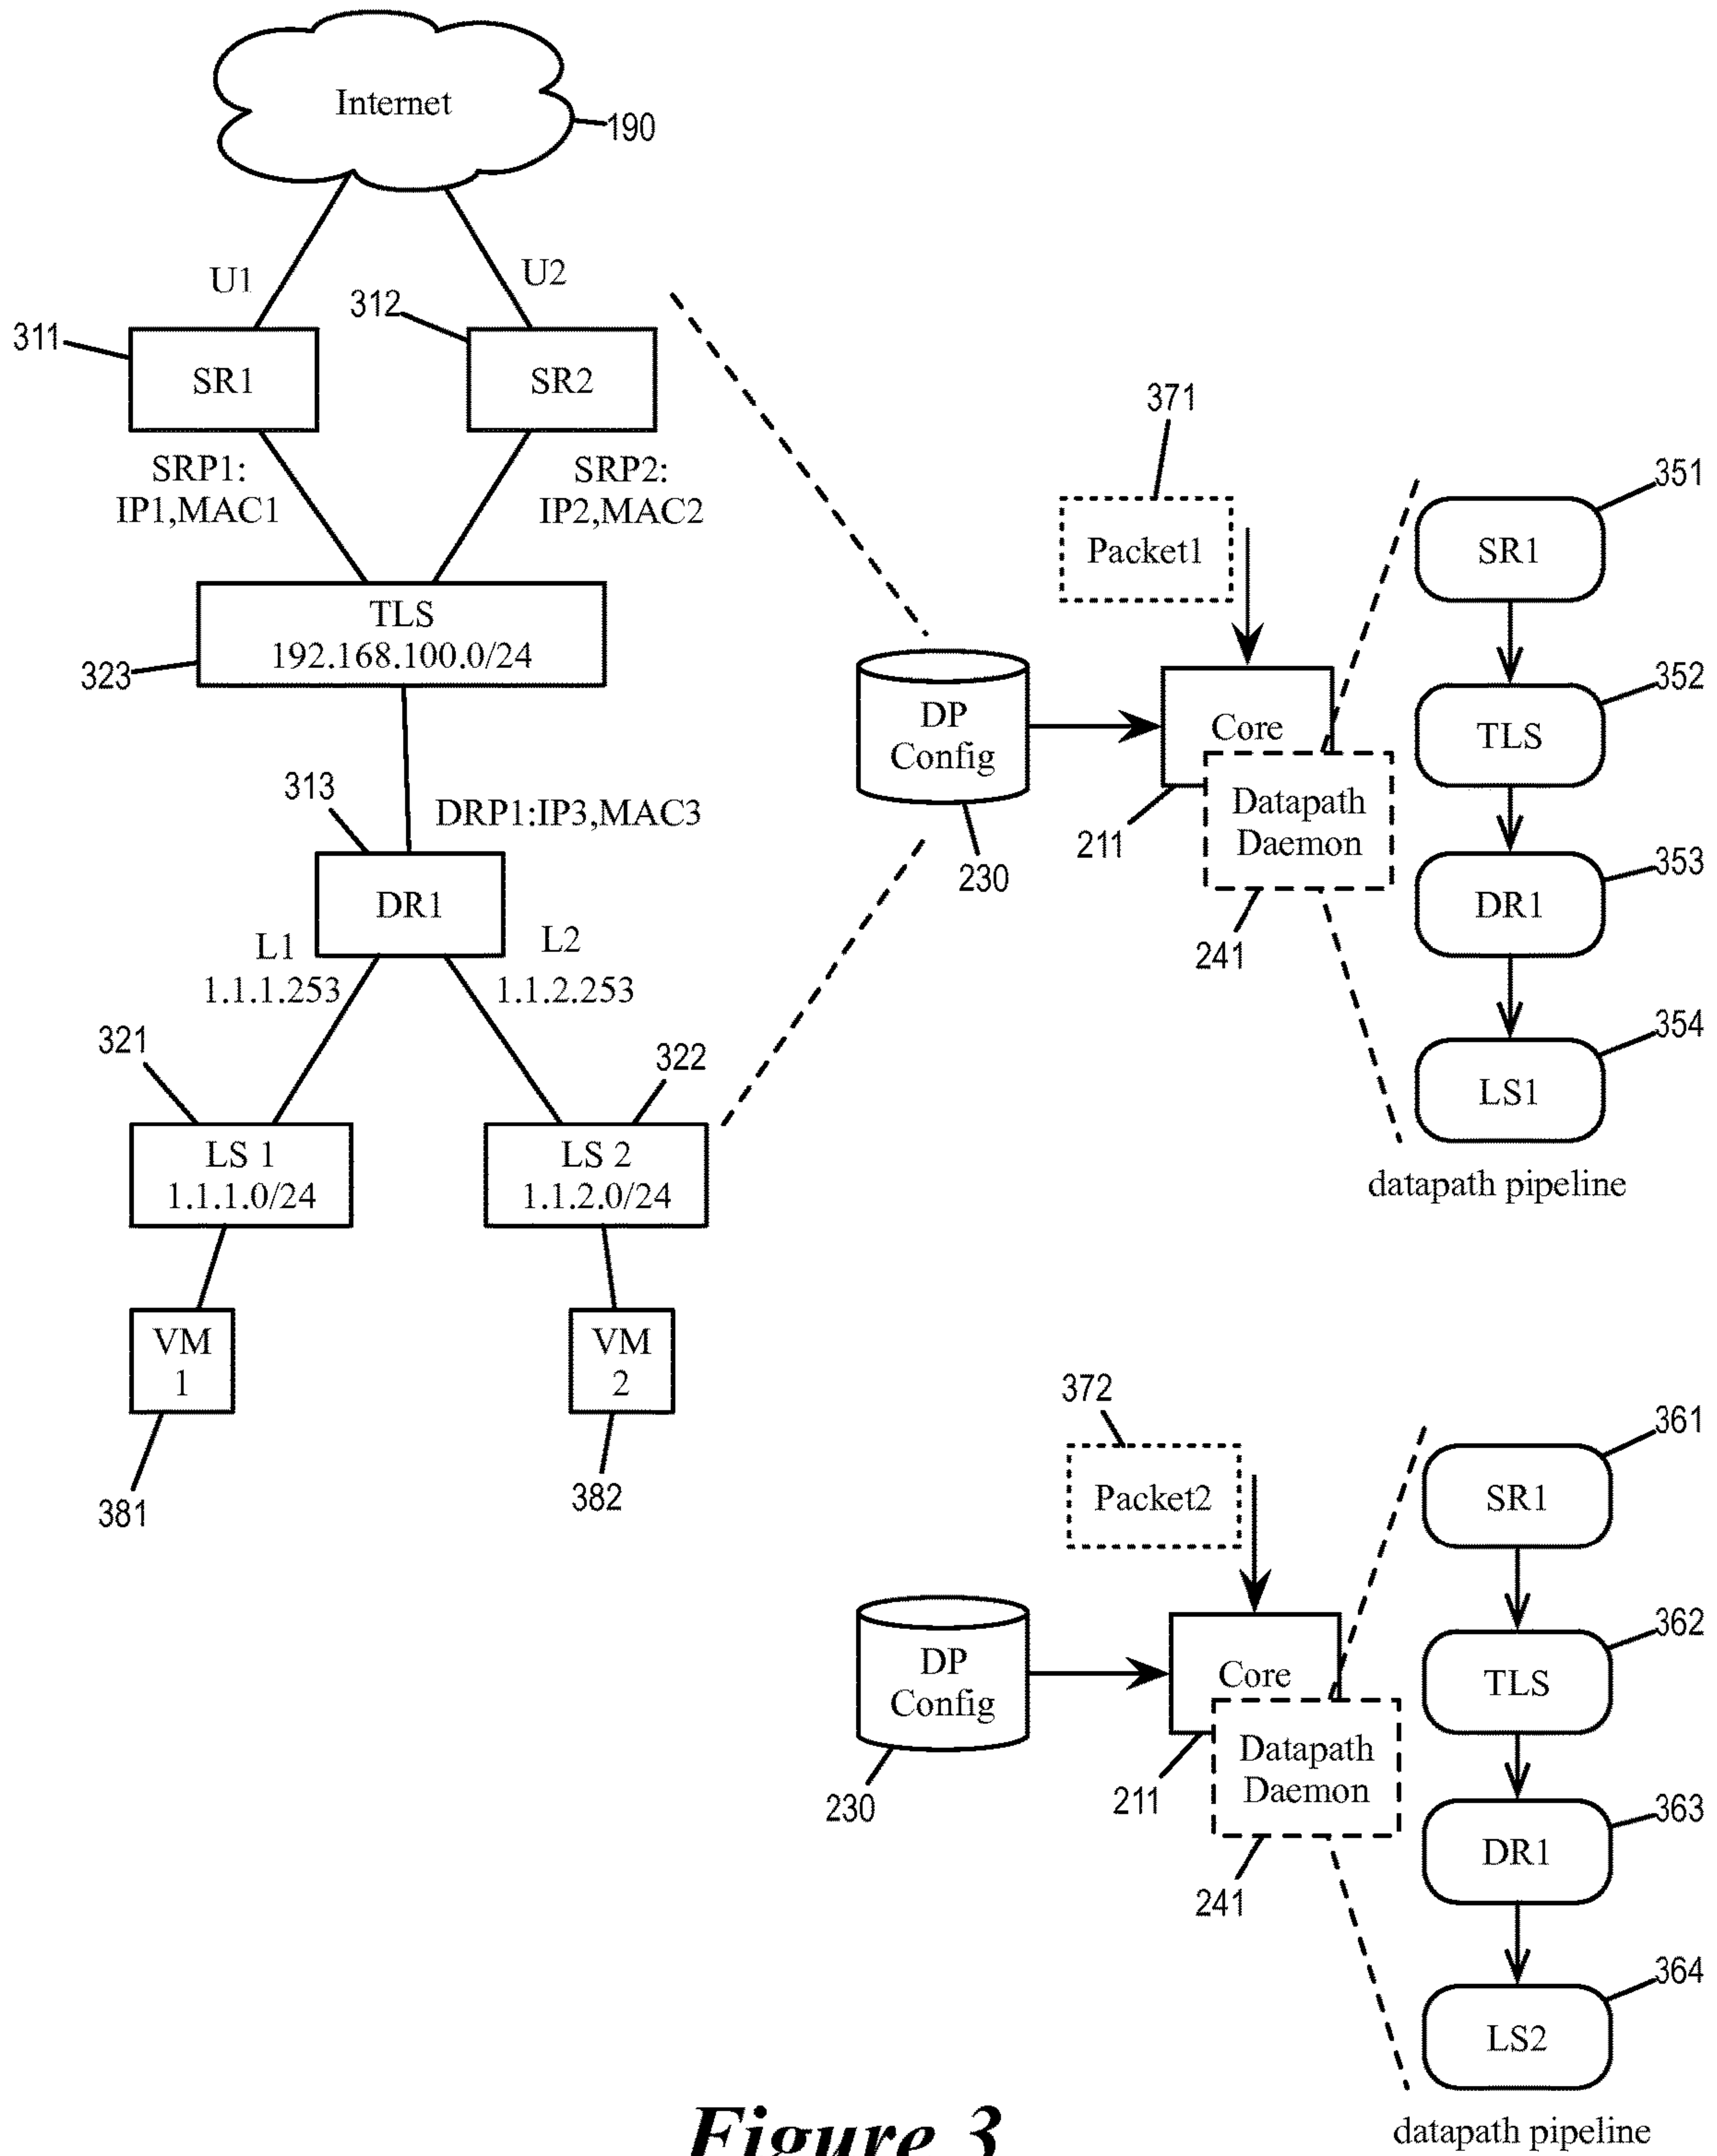 Internet
190
U1
U2
311
312
SR1
SR2
SRP1:
IP1,MAC1
SRP2:
IP2,MAC2
TLS
192.168.100.0/24
323
313
DRP1:IP3,MAC3
DR1
L1
1.1.1.253
L2
1.1.2.253
321
322
LS 1
1.1.1.0/24
LS 2
1.1.2.0/24
VM
1
VM
2
381
382
371
Packet1
DP
Config
230
Core
211
Datapath
Daemon
241
351
SR1
352
TLS
353
DR1
354
LS1
datapath pipeline
372
Packet2
DP
Config
230
Core
211
Datapath
Daemon
241
361
SR1
362
TLS
363
DR1
364
LS2
datapath pipeline
Figure 3